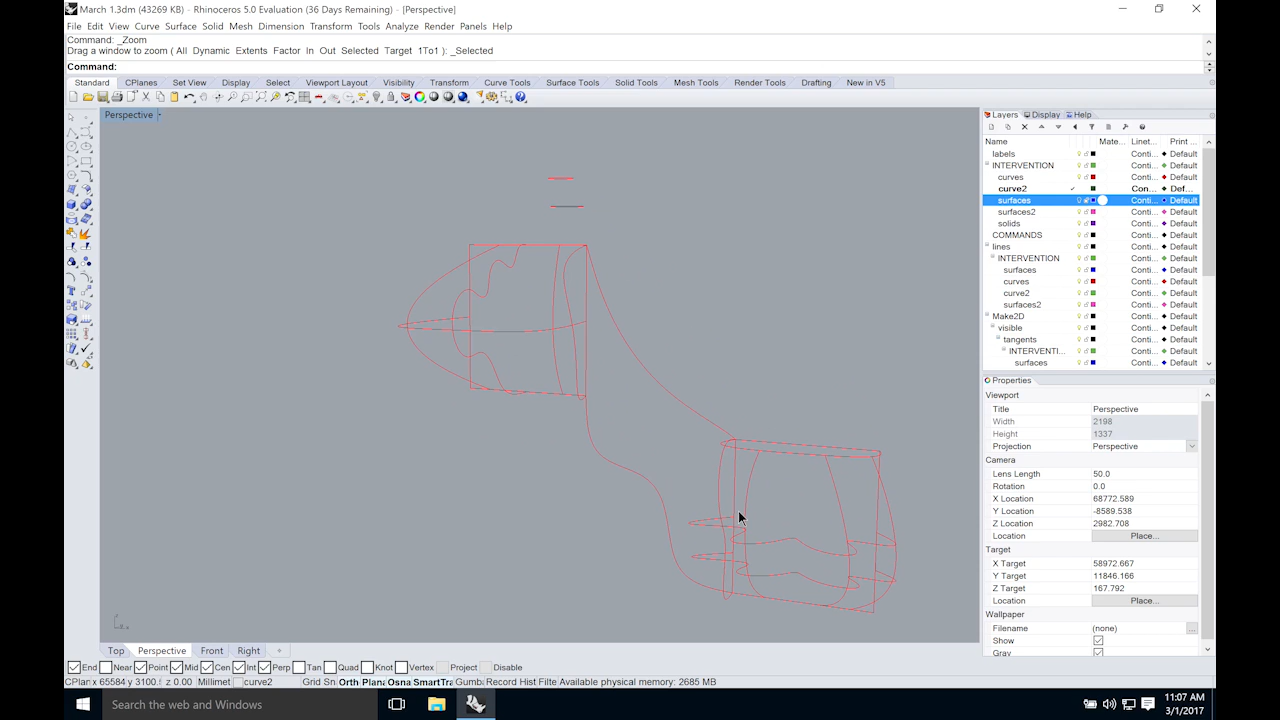 March 1.3dm (43269 KB) - Rhinoceros 5.0 Evaluation (36 Days Remaining) - [Perspective]
File Edit View Curve Surface Solid Mesh Dimension Transform Tools Analyze Render Panels Help
Command: _Zoom
Drag a window to zoom ( All Dynamic Extents Factor In Out Selected Target 1To1 ): _Selected
Command:
Standard CPlanes Set View Display Select Viewport Layout Visibility Transform Curve Tools Surface Tools Solid Tools Mesh Tools Render Tools Drafting New in V5
Perspective
Layers Display Help
Name Mate... Linet... Print ...
labels Conti... Default
INTERVENTION Conti... Default
curves Conti... Default
curve2 Con... Def...
surfaces Conti... Default
surfaces2 Conti... Default
solids Conti... Default
COMMANDS Conti... Default
lines Conti... Default
INTERVENTION Conti... Default
surfaces Conti... Default
curves Conti... Default
curve2 Conti... Default
surfaces2 Conti... Default
Make2D Conti... Default
visible Conti... Default
tangents Conti... Default
INTERVENTI... Conti... Default
surfaces Conti... Default
Properties
Viewport
Title Perspective
Width 2198
Height 1337
Projection Perspective
Camera
Lens Length 50.0
Rotation 0.0
X Location 68772.589
Y Location -8589.538
Z Location 2982.708
Location Place...
Target
X Target 58972.667
Y Target 11846.166
Z Target 167.792
Location Place...
Wallpaper
Filename (none) ...
Show
Gray
Top Perspective Front Right
End Near Point Mid Cen Int Perp Tan Quad Knot Vertex Project Disable
CPlan x 65584 y 3100. z 0.00 Millimet curve2 Grid Sn Orth Plana Osna SmartTra Gumba Record Hist Filte Available physical memory: 2685 MB
Search the web and Windows
11:07 AM
3/1/2017